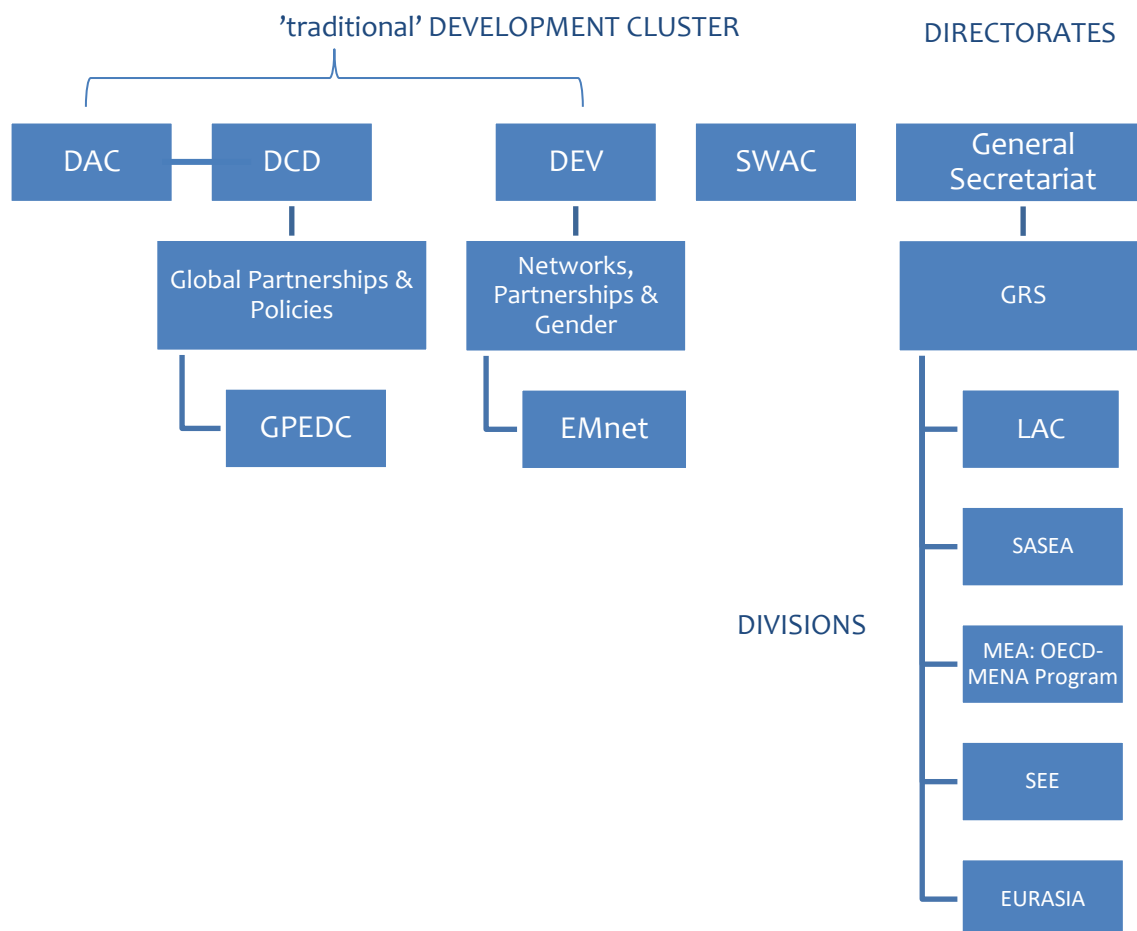 ’traditional’ DEVELOPMENT CLUSTER
DIRECTORATES
DAC
DCD
DEV
SWAC
General
Secretariat
Global Partnerships &
Policies
Networks,
Partnerships &
Gender
GRS
GPEDC
EMnet
LAC
SASEA
DIVISIONS
MEA: OECD-
MENA Program
SEE
EURASIA